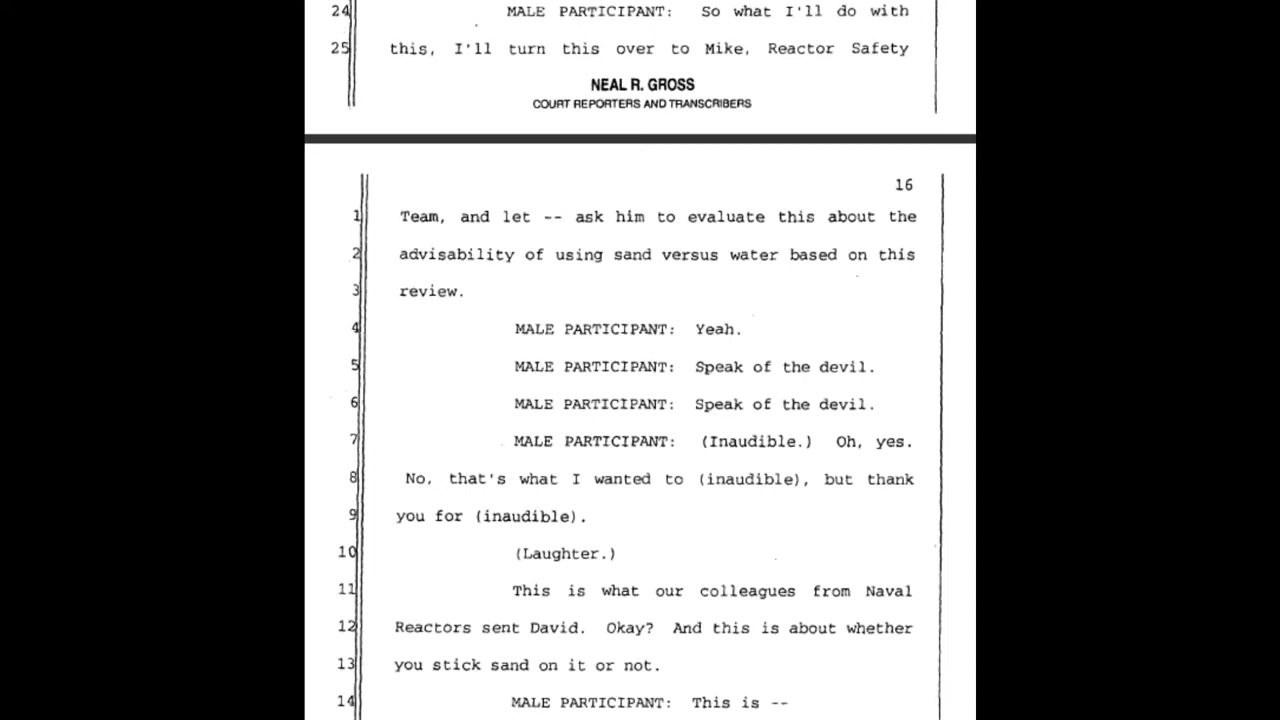 24 MALE PARTICIPANT: So what I'll do with
25 this, I'll turn this over to Mike, Reactor Safety
NEAL R. GROSS
COURT REPORTERS AND TRANSCRIBERS
16
1 Team, and let -- ask him to evaluate this about the
2 advisability of using sand versus water based on this
3 review.
4 MALE PARTICIPANT: Yeah.
5 MALE PARTICIPANT: Speak of the devil.
6 MALE PARTICIPANT: Speak of the devil.
7 MALE PARTICIPANT: (Inaudible.) Oh, yes.
8 No, that's what I wanted to (inaudible), but thank
9 you for (inaudible).
10 (Laughter.)
11 This is what our colleagues from Naval
12 Reactors sent David. Okay? And this is about whether
13 you stick sand on it or not.
14 MALE PARTICIPANT: This is --